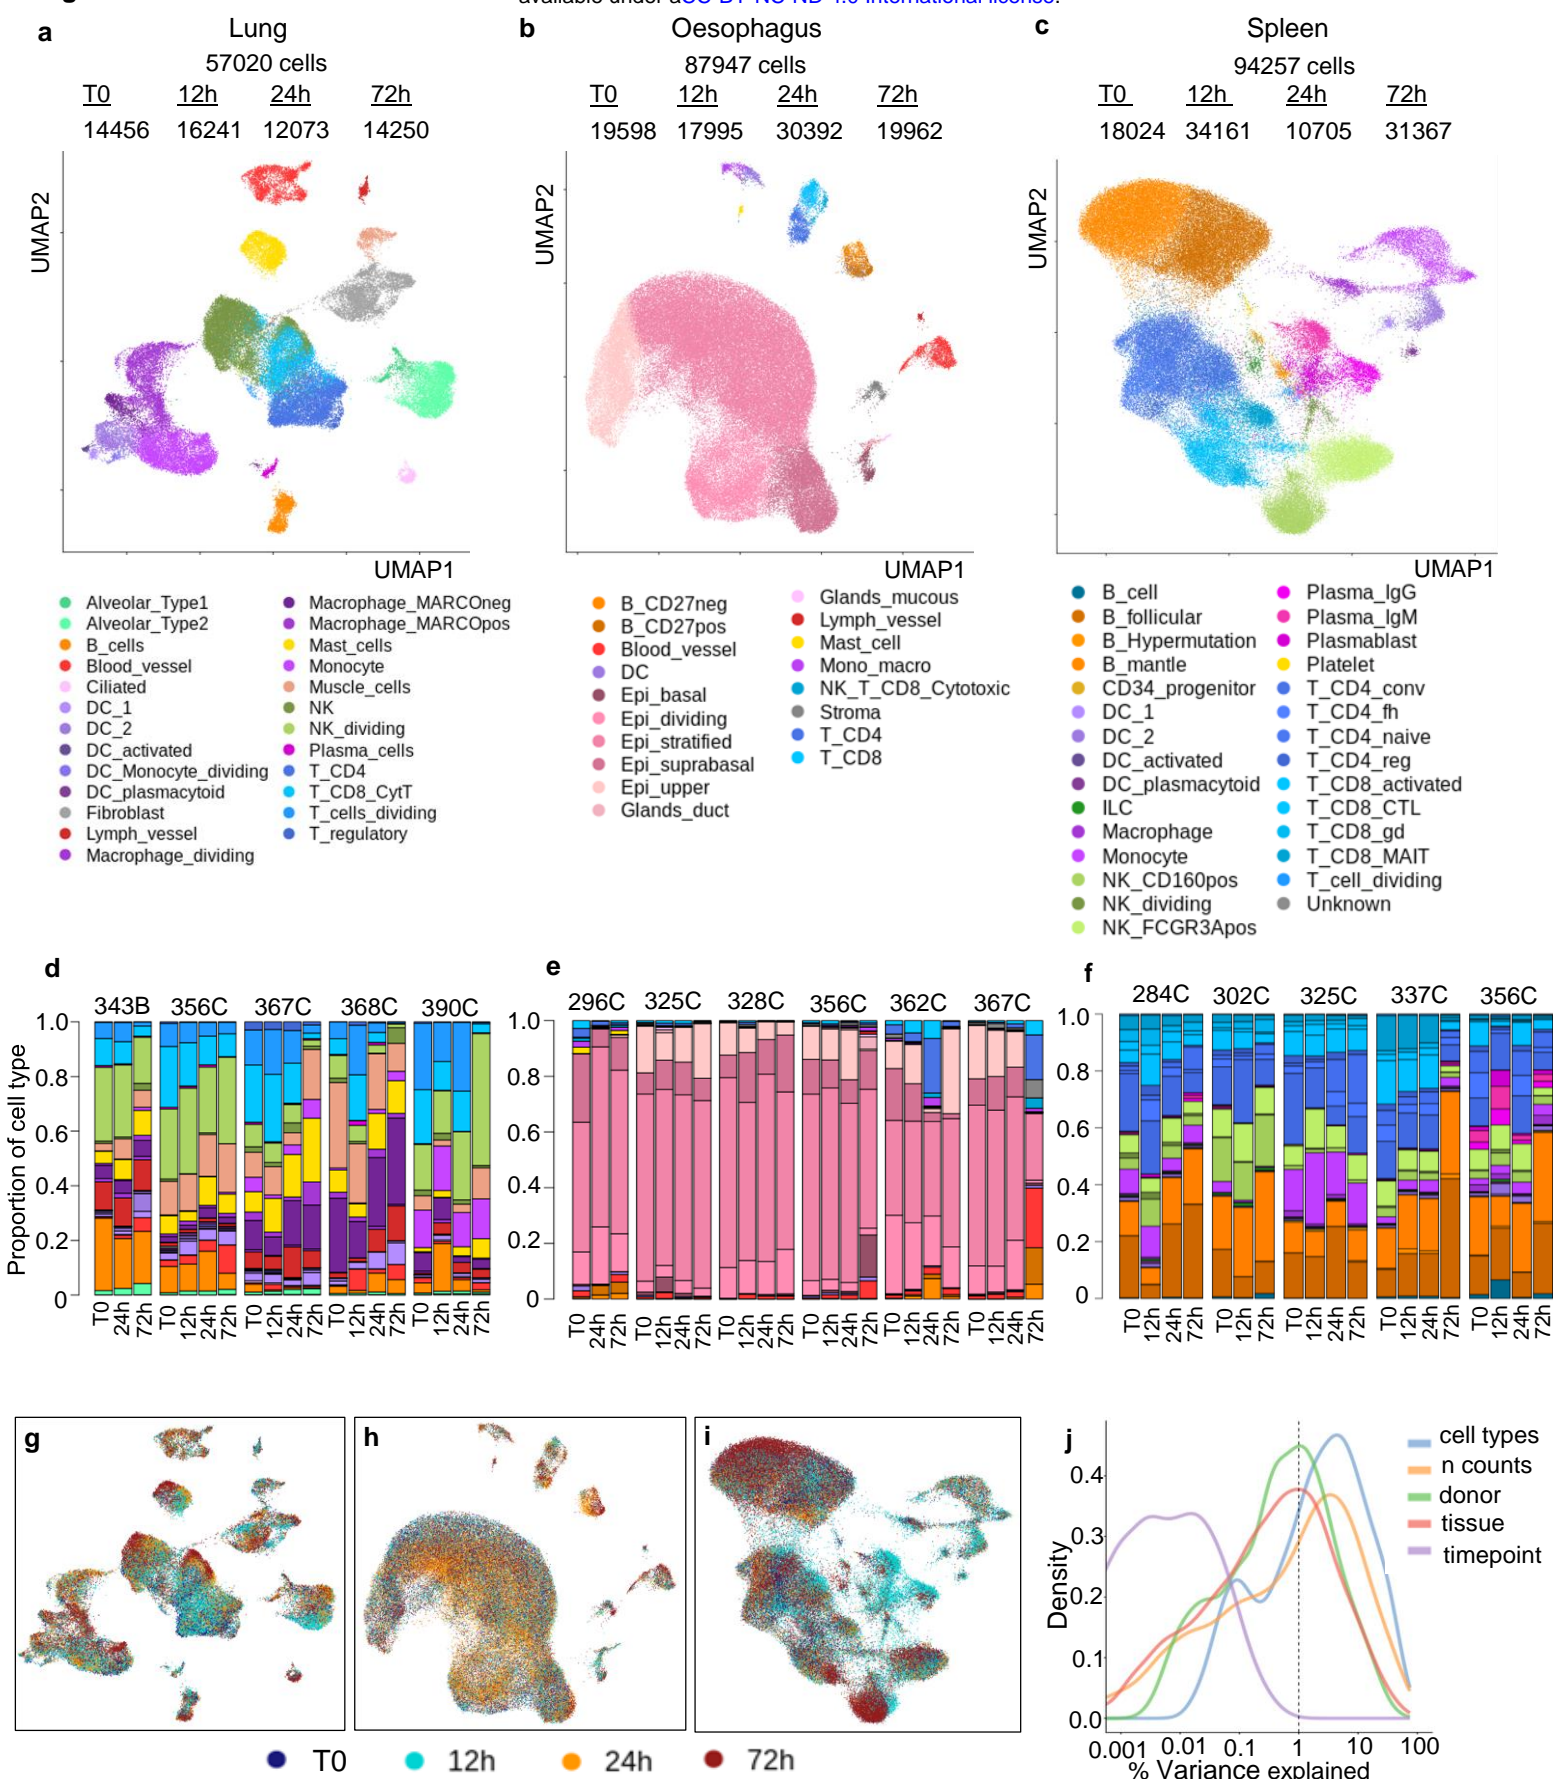 available under aCC-BY-NC-ND 4.0 International license.
a
Lung
57020 cells
T0 12h 24h 72h
14456 16241 12073 14250
UMAP2
UMAP1
Alveolar_Type1
Alveolar_Type2
B_cells
Blood_vessel
Ciliated
DC_1
DC_2
DC_activated
DC_Monocyte_dividing
DC_plasmacytoid
Fibroblast
Lymph_vessel
Macrophage_dividing
Macrophage_MARCOneg
Macrophage_MARCOpos
Mast_cells
Monocyte
Muscle_cells
NK
NK_dividing
Plasma_cells
T_CD4
T_CD8_CytT
T_cells_dividing
T_regulatory
b
Oesophagus
87947 cells
T0 12h 24h 72h
19598 17995 30392 19962
UMAP2
UMAP1
B_CD27neg
B_CD27pos
Blood_vessel
DC
Epi_basal
Epi_dividing
Epi_stratified
Epi_suprabasal
Epi_upper
Glands_duct
Glands_mucous
Lymph_vessel
Mast_cell
Mono_macro
NK_T_CD8_Cytotoxic
Stroma
T_CD4
T_CD8
c
Spleen
94257 cells
T0 12h 24h 72h
18024 34161 10705 31367
UMAP2
UMAP1
B_cell
B_follicular
B_Hypermutation
B_mantle
CD34_progenitor
DC_1
DC_2
DC_activated
DC_plasmacytoid
ILC
Macrophage
Monocyte
NK_CD160pos
NK_dividing
NK_FCGR3Apos
Plasma_IgG
Plasma_IgM
Plasmablast
Platelet
T_CD4_conv
T_CD4_fh
T_CD4_naive
T_CD4_reg
T_CD8_activated
T_CD8_CTL
T_CD8_gd
T_CD8_MAIT
T_cell_dividing
Unknown
d
343B 356C 367C 368C 390C
Proportion of cell type
1.0
0.8
0.6
0.4
0.2
0
T0 24h 72h T0 12h 24h 72h T0 12h 24h 72h T0 12h 24h 72h T0 12h 24h 72h
e
296C 325C 328C 356C 362C 367C
1.0
0.8
0.6
0.4
0.2
0
T0 24h 72h T0 12h 24h 72h T0 12h 24h 72h T0 12h 24h 72h T0 12h 24h 72h T0 12h 24h 72h
f
284C 302C 325C 337C 356C
1.0
0.8
0.6
0.4
0.2
0
T0 12h 24h 72h T0 12h 72h T0 12h 24h 72h T0 12h 24h 72h T0 12h 24h 72h
g
h
i
T0 12h 24h 72h
j
cell types
n counts
donor
tissue
timepoint
Density
0.4
0.3
0.2
0.1
0.0
0.001 0.01 0.1 1 10 100
% Variance explained